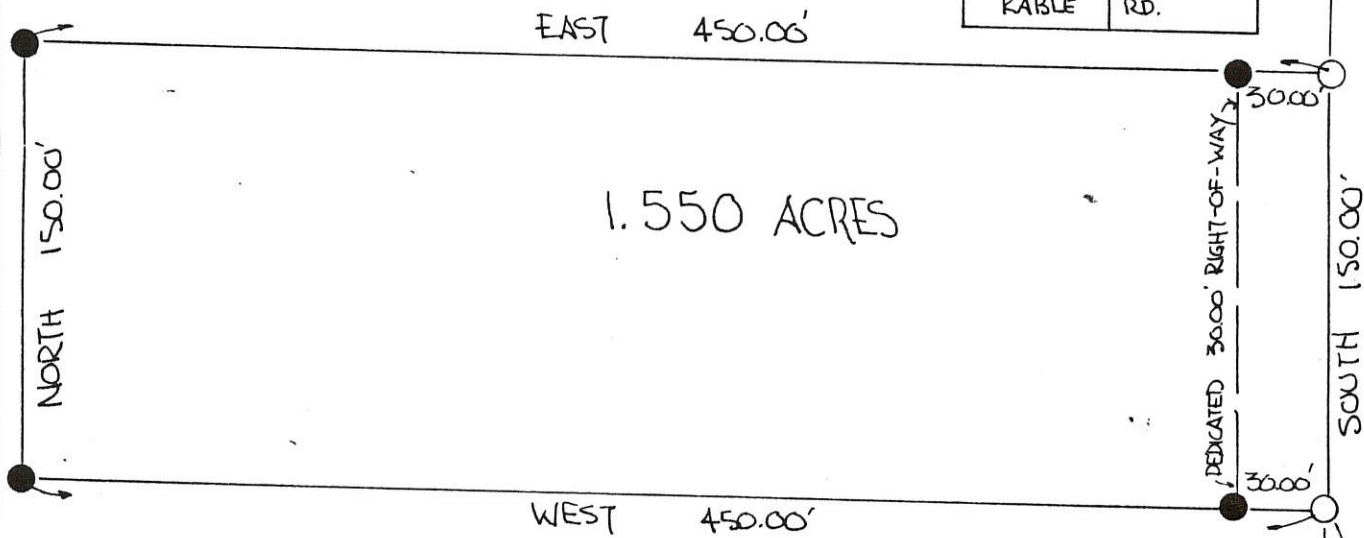 KABLE RD.
EAST 450.00'
30.00'
NORTH 150.00'
1.550 ACRES
DEDICATED 30.00' RIGHT-OF-WAY
SOUTH 150.00'
30.00'
WEST 450.00'